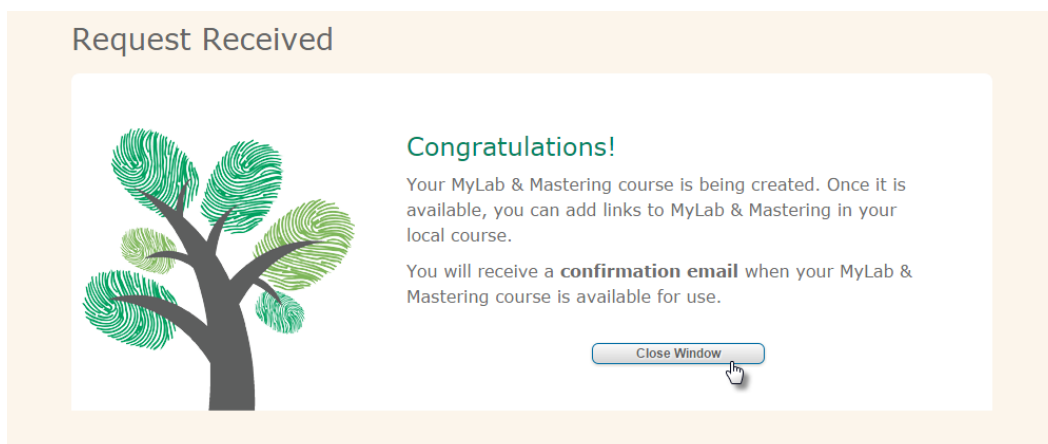 Request Received
Congratulations!
Your MyLab & Mastering course is being created. Once it is
available, you can add links to MyLab & Mastering in your
local course.
You will receive a confirmation email when your MyLab &
Mastering course is available for use.
Close Window